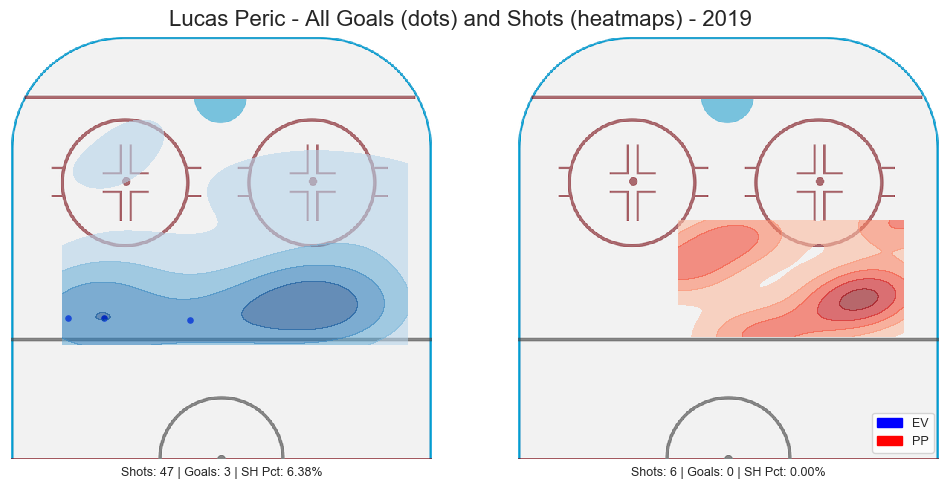 Lucas Peric - All Goals (dots) and Shots (heatmaps) - 2019
EV
PP
Shots: 47 | Goals: 3 | SH Pct: 6.38%
Shots: 6 | Goals: 0 | SH Pct: 0.00%